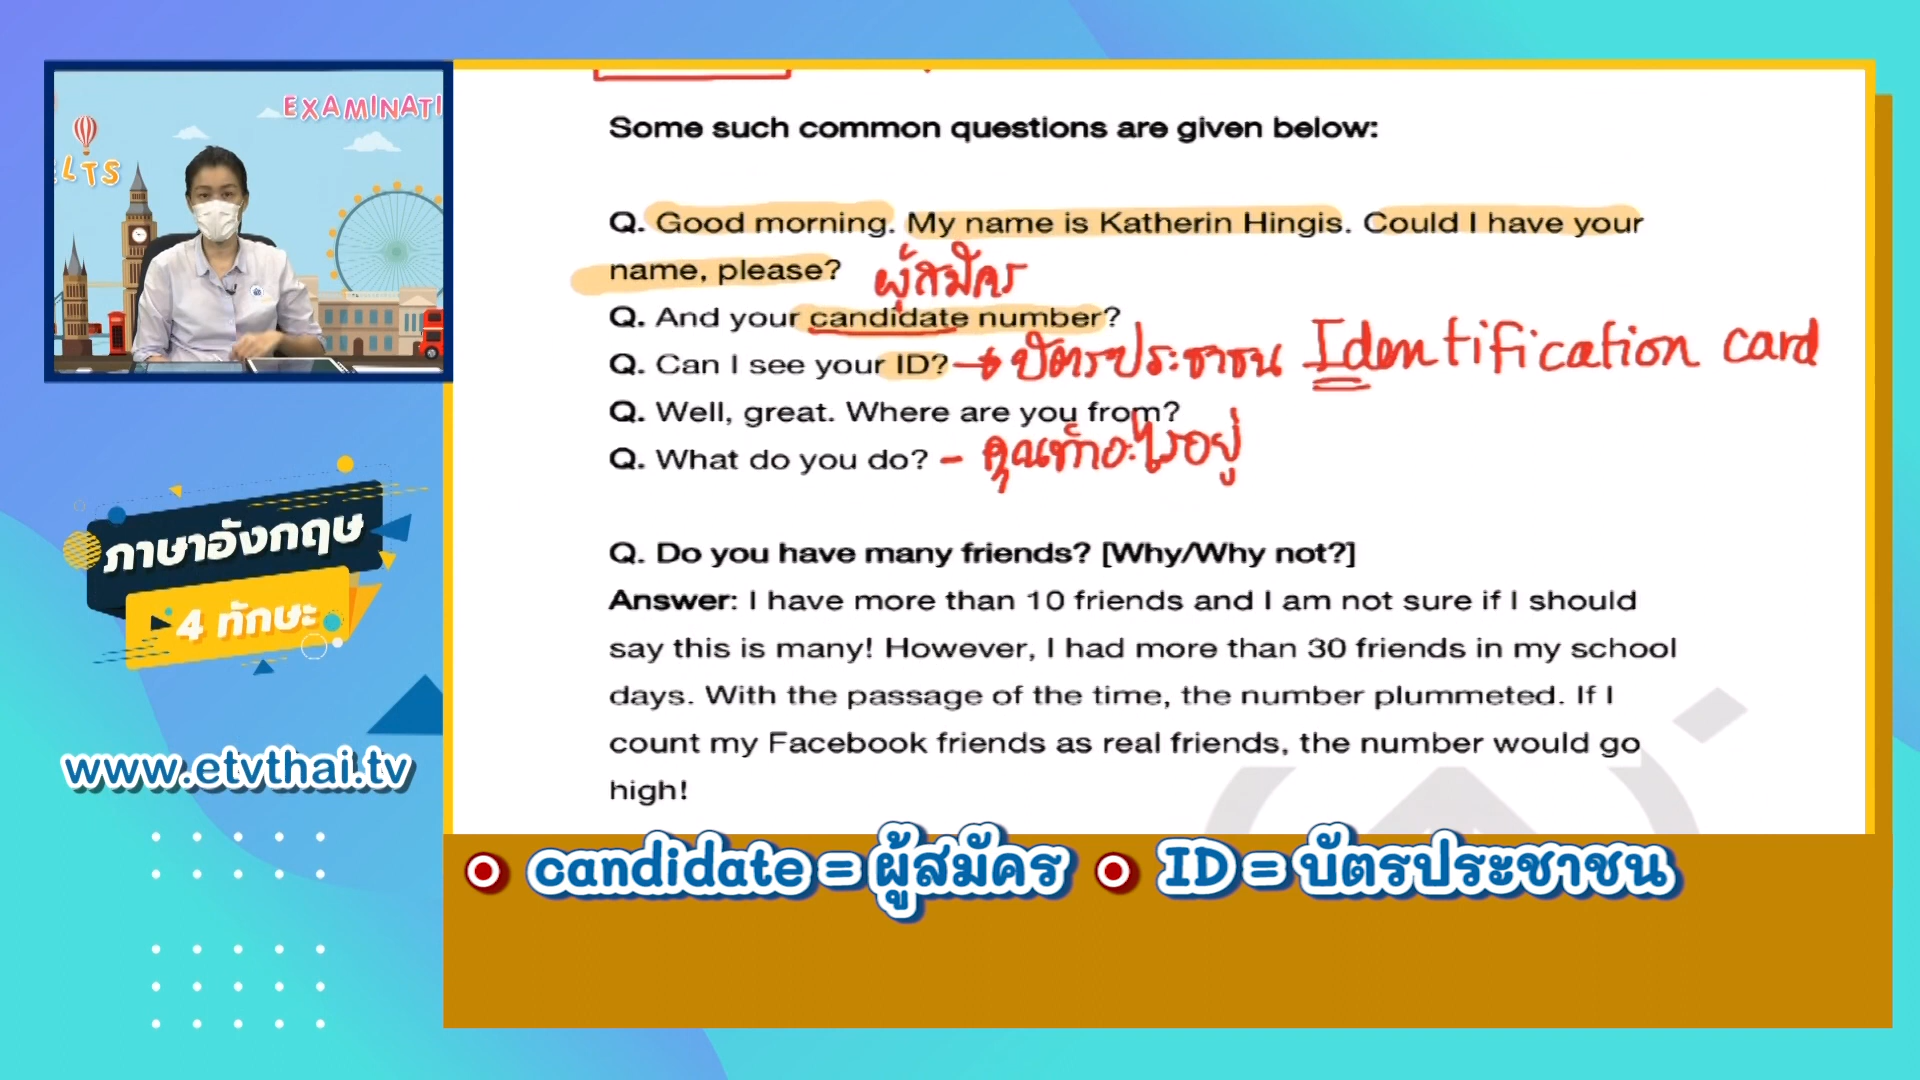 EXAMINATI
ELTS
Some such common questions are given below:
Q. Good morning. My name is Katherin Hingis. Could I have your
name, please?
ผู้สมัคร
Q. And your candidate number?
Q. Can I see your ID? บัตรประชาชน Identification card
Q. Well, great. Where are you from?
Q. What do you do? - คุณทำอะไรอยู่
Q. Do you have many friends? [Why/Why not?]
Answer: I have more than 10 friends and I am not sure if I should
say this is many! However, I had more than 30 friends in my school
days. With the passage of the time, the number plummeted. If I
count my Facebook friends as real friends, the number would go
high!
ภาษาอังกฤษ
4 ทักษะ
www.etvthai.tv
candidate = ผู้สมัคร ID = บัตรประชาชน